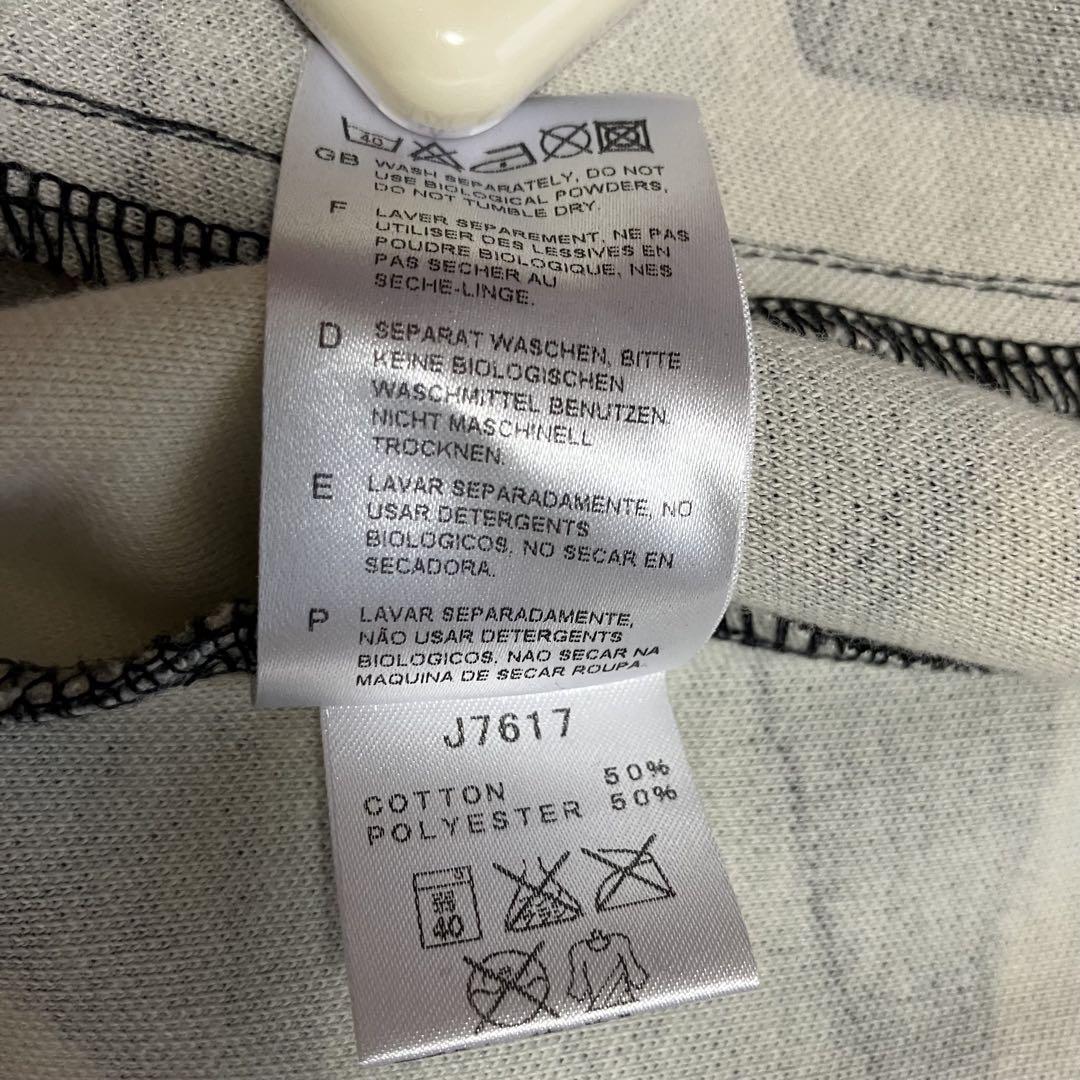 40
GB WASH SEPARATELY, DO NOT
USE BIOLOGICAL POWDERS,
DO NOT TUMBLE DRY.
F LAVER SEPAREMENT, NE PAS
UTILISER DES LESSIVES EN
POUDRE BIOLOGIQUE, NES
PAS SECHER AU
SECHE-LINGE.
D SEPARAT WASCHEN, BITTE
KEINE BIOLOGISCHEN
WASCHMITTEL BENUTZEN.
NICHT MASCHINELL
TROCKNEN.
E LAVAR SEPARADAMENTE, NO
USAR DETERGENTS
BIOLOGICOS, NO SECAR EN
SECADORA.
P LAVAR SEPARADAMENTE,
NÃO USAR DETERGENTS
BIOLOGICOS, NAO SECAR NA
MAQUINA DE SECAR ROUPA.
J7617
COTTON 50%
POLYESTER 50%
40